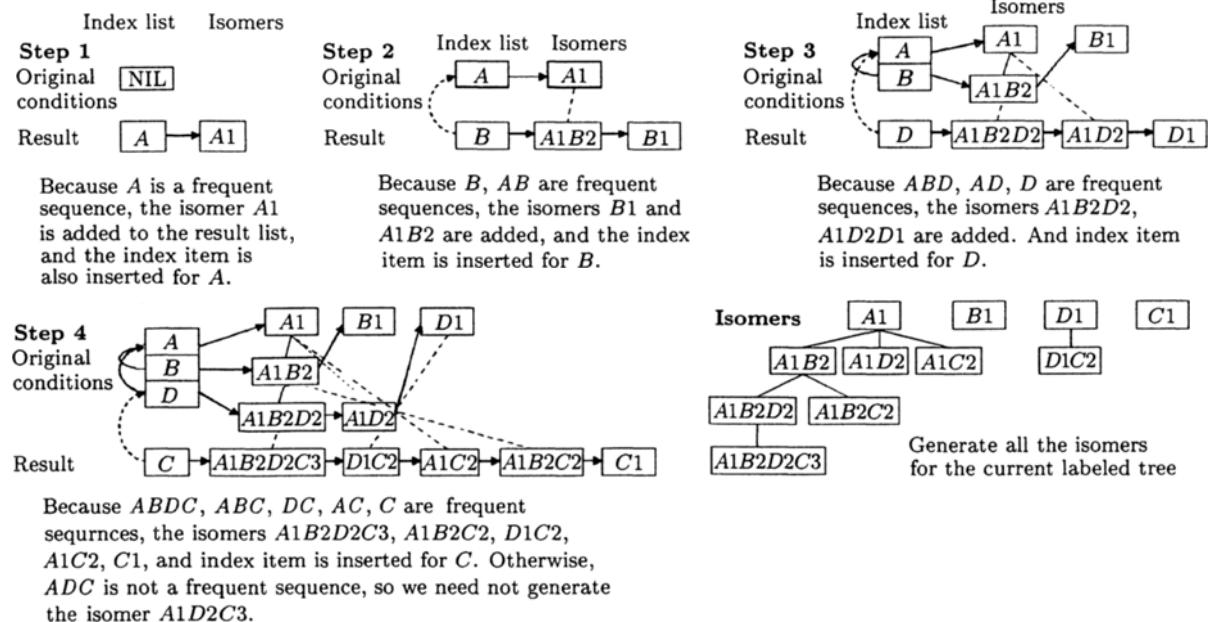 Index list Isomers
Step 1
Original NIL
conditions
Result A A1
Because A is a frequent
sequence, the isomer A1
is added to the result list,
and the index item is
also inserted for A.
Step 2 Index list Isomers
Original A A1
conditions
Result B A1B2 B1
Because B, AB are frequent
sequences, the isomers B1 and
A1B2 are added, and the index
item is inserted for B.
Isomers
Step 3 Index list
Original A A1 B1
conditions B A1B2
Result D A1B2D2 A1D2 D1
Because ABD, AD, D are frequent
sequences, the isomers A1B2D2,
A1D2D1 are added. And index item
is inserted for D.
Step 4
Original A A1 B1 D1
conditions B A1B2
D A1B2D2 A1D2
Result C A1B2D2C3 D1C2 A1C2 A1B2C2 C1
Because ABDC, ABC, DC, AC, C are frequent
sequrnces, the isomers A1B2D2C3, A1B2C2, D1C2,
A1C2, C1, and index item is inserted for C. Otherwise,
ADC is not a frequent sequence, so we need not generate
the isomer A1D2C3.
Isomers A1 B1 D1 C1
A1B2 A1D2 A1C2 D1C2
A1B2D2 A1B2C2
A1B2D2C3
Generate all the isomers
for the current labeled tree